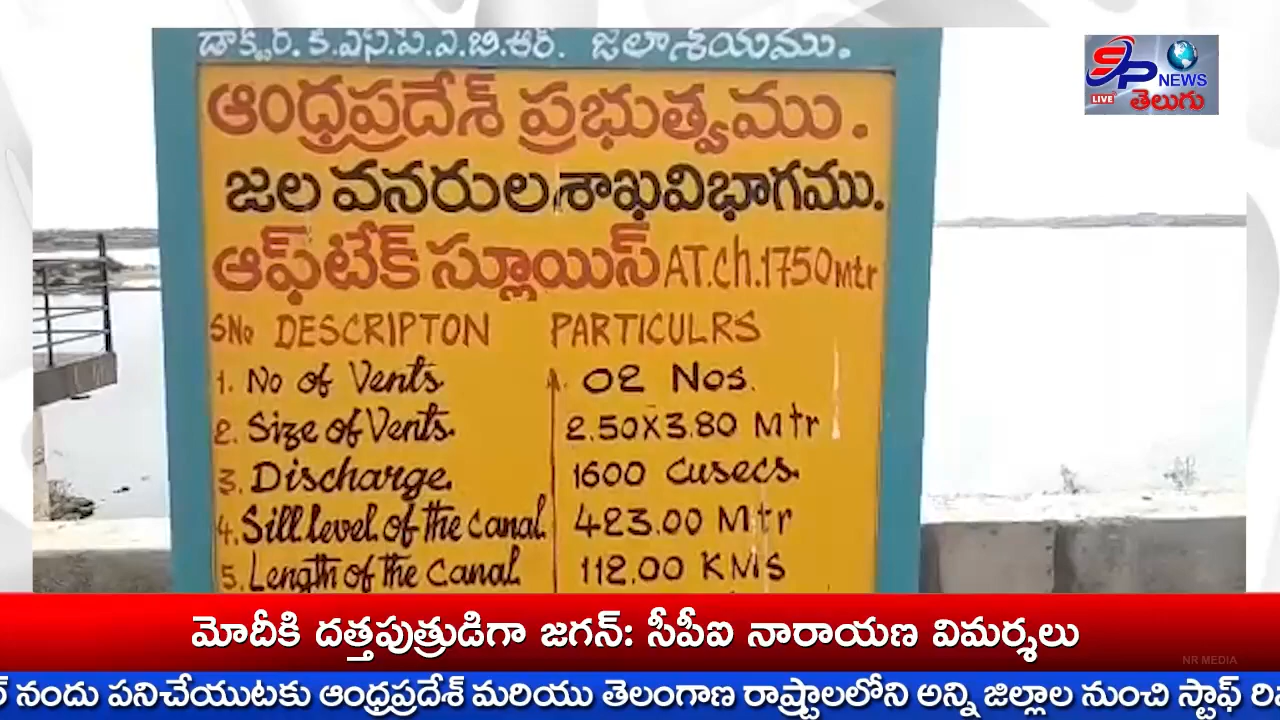 డాక్టర్. కె.ఎస్.పి.ఎ.బి.ఆర్. జలాశయము.
ఆంధ్రప్రదేశ్ ప్రభుత్వము.
జల వనరుల శాఖవిభాగము.
ఆఫ్‌టేక్ స్లూయిస్ AT.Ch.1750Mtr
SNo DESCRIPTON PARTICULRS
1. No of Vents 02 Nos.
2. Size of Vents. 2.50X3.80 Mtr
3. Discharge. 1600 Cusecs.
4. Sill level of the canal. 423.00 Mtr
5. Length of the Canal. 112.00 KMs
SP NEWS
LIVE తెలుగు
మోదీకి దత్తపుత్రుడిగా జగన్: సీపీఐ నారాయణ విమర్శలు
NR MEDIA
నందు పనిచేయుటకు ఆంధ్రప్రదేశ్ మరియు తెలంగాణ రాష్ట్రాలలోని అన్ని జిల్లాల నుంచి స్టాఫ్